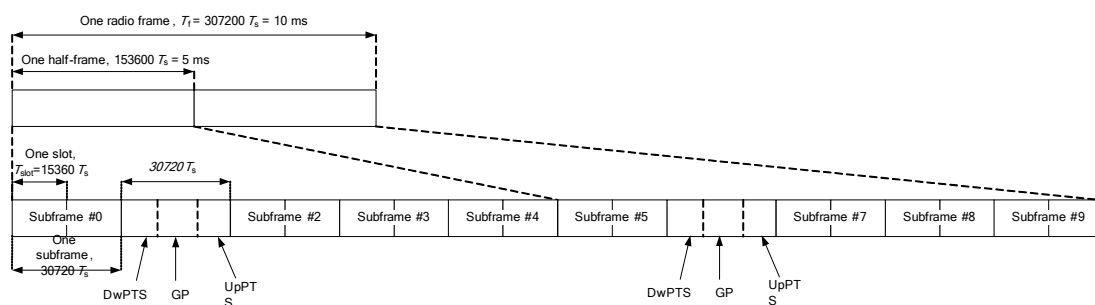 One radio frame , Tf = 307200 Ts = 10 ms
One half-frame, 153600 Ts = 5 ms
One slot,
Tslot=15360 Ts
30720Ts
Subframe #0
Subframe #2
Subframe #3
Subframe #4
Subframe #5
Subframe #7
Subframe #8
Subframe #9
One
subframe ,
30720 Ts
DwPTS
GP
UpPT
S
DwPTS
GP
UpPT
S